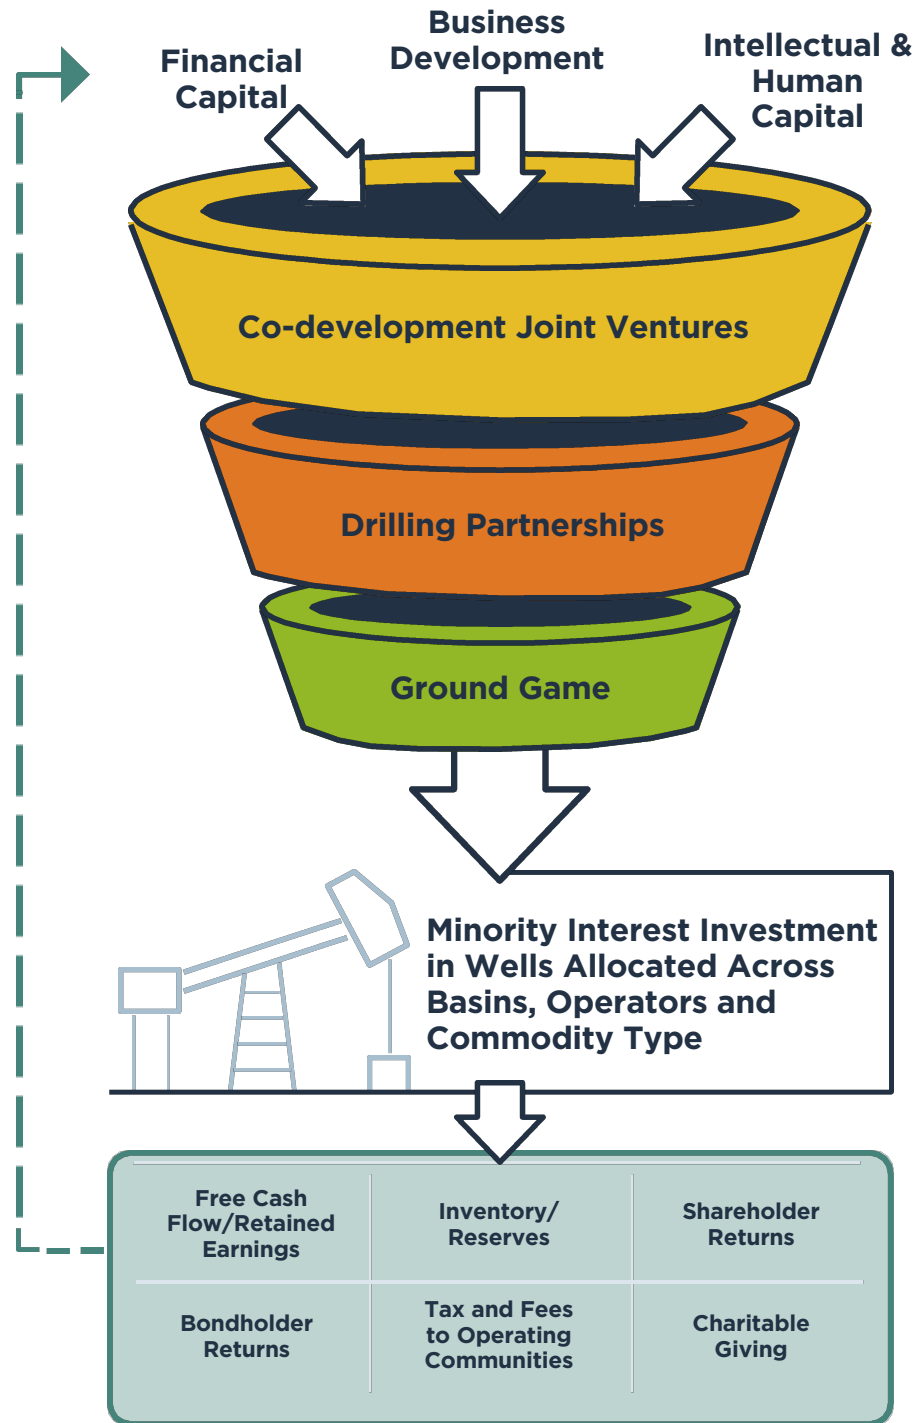 Financial
Capital
Business
Development
Intellectual &
Human
Capital
Co-development Joint Ventures
Drilling Partnerships
Ground Game
Minority Interest Investment
in Wells Allocated Across
Basins, Operators and
Commodity Type
Free Cash
Flow/Retained
Earnings
Inventory/
Reserves
Shareholder
Returns
Bondholder
Returns
Tax and Fees
to Operating
Communities
Charitable
Giving